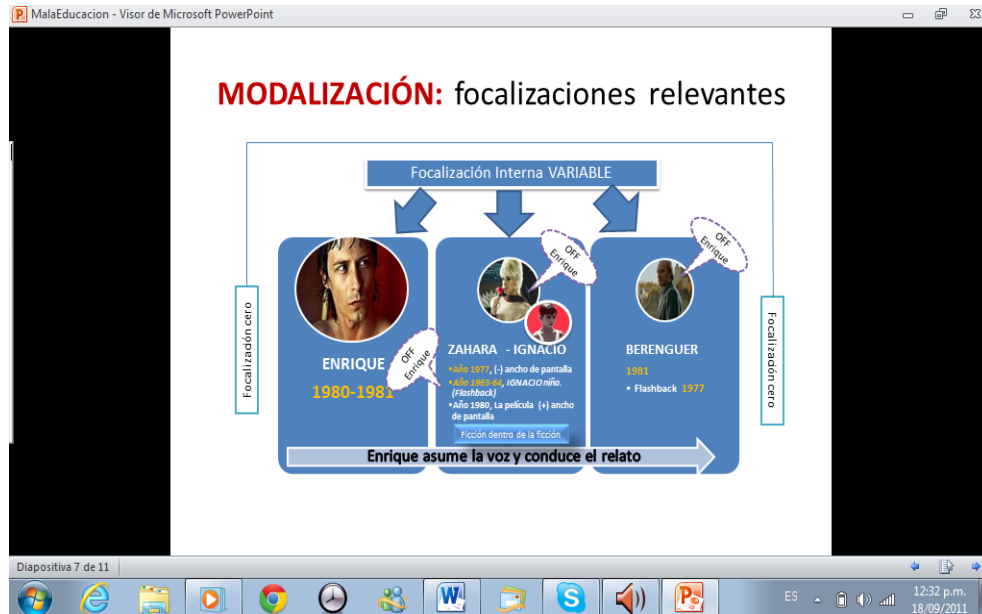 MalaEducacion - Visor de Microsoft PowerPoint
MODALIZACIÓN: focalizaciones relevantes
Focalización Interna VARIABLE
Focalización cero
ENRIQUE
1980-1981
OFF
Enrique
OFF
Enrique
ZAHARA - IGNACIO
•Año 1977, (-) ancho de pantalla
•Año 1963-64, IGNACIO niño.
(Flashback)
•Año 1980, La película (+) ancho
de pantalla
Ficción dentro de la ficción
OFF
Enrique
BERENGUER
1981
• Flashback 1977
Focalización cero
Enrique asume la voz y conduce el relato
Diapositiva 7 de 11
ES
12:32 p.m.
18/09/2011